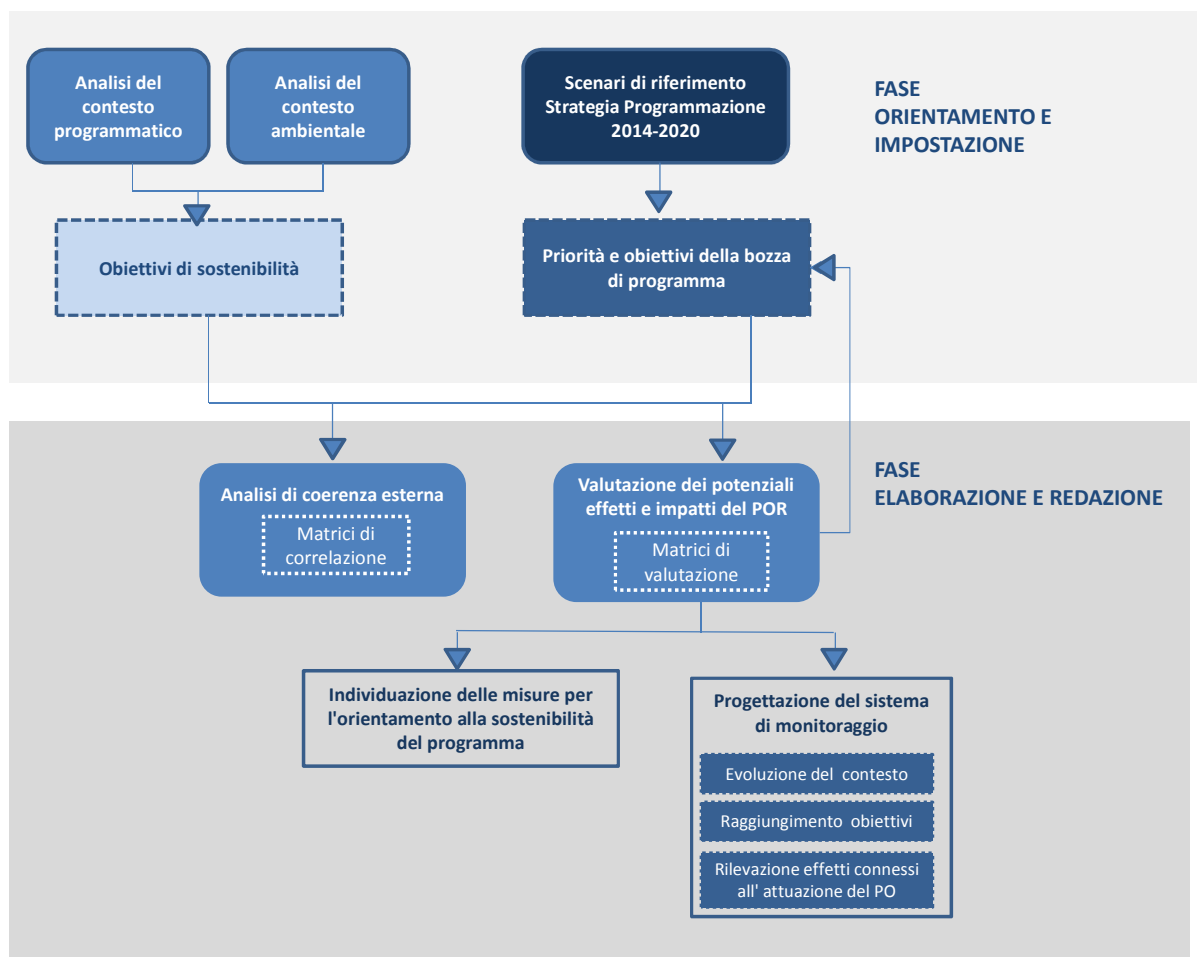 Analisi del
contesto
programmatico
Analisi del
contesto
ambientale
Scenari di riferimento
Strategia Programmazione
2014-2020
FASE
ORIENTAMENTO E
IMPOSTAZIONE
Obiettivi di sostenibilità
Priorità e obiettivi della bozza
di programma
FASE
ELABORAZIONE E REDAZIONE
Analisi di coerenza esterna
Matrici di
correlazione
Valutazione dei potenziali
effetti e impatti del POR
Matrici di
valutazione
Individuazione delle misure per
l'orientamento alla sostenibilità
del programma
Progettazione del sistema
di monitoraggio
Evoluzione del contesto
Raggiungimento obiettivi
Rilevazione effetti connessi
all' attuazione del PO